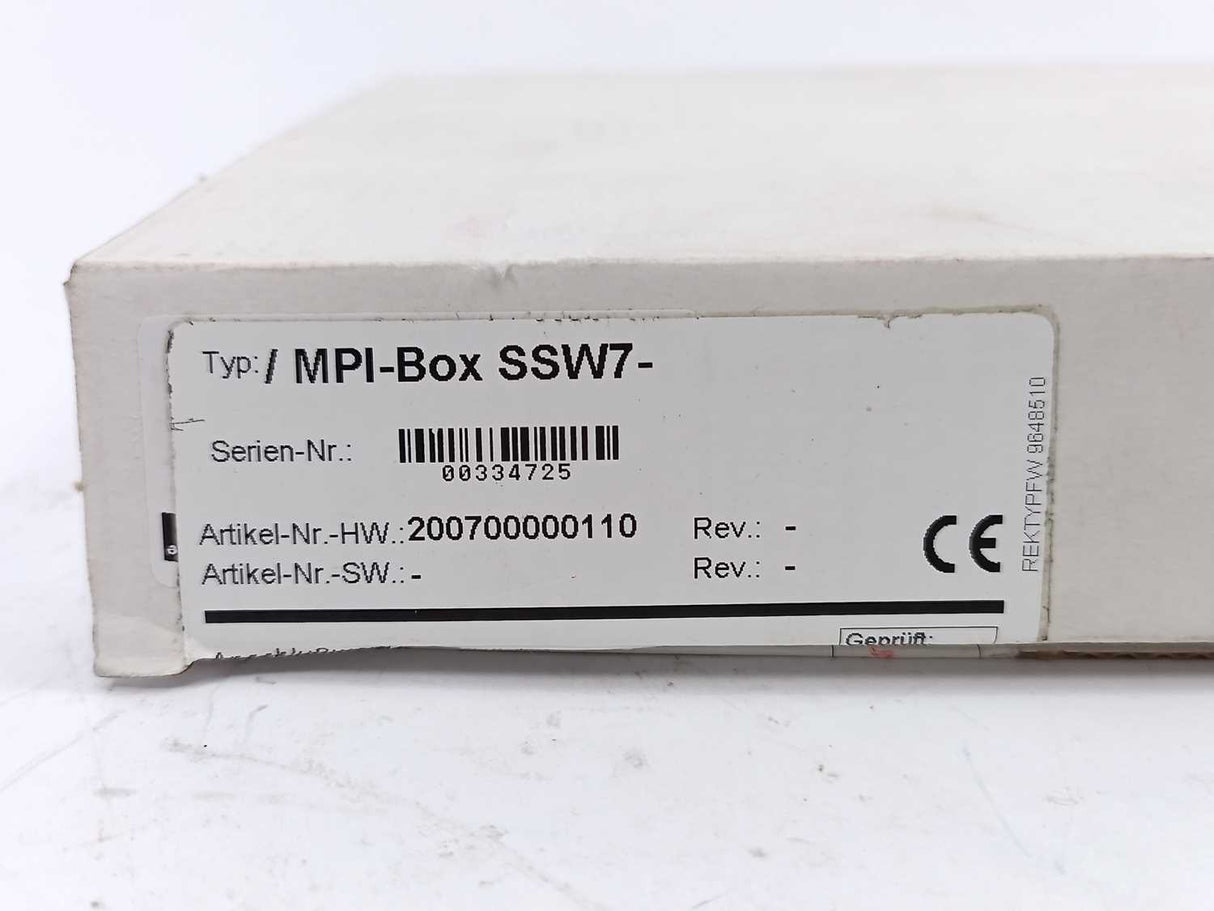 Typ: / MPI-Box SSW7-
Serien-Nr.:
00334725
Artikel-Nr.-HW.: 200700000110 Rev.: -
Artikel-Nr.-SW.: - Rev.: -
CE
REKTYPFW 9648510
Geprüft: